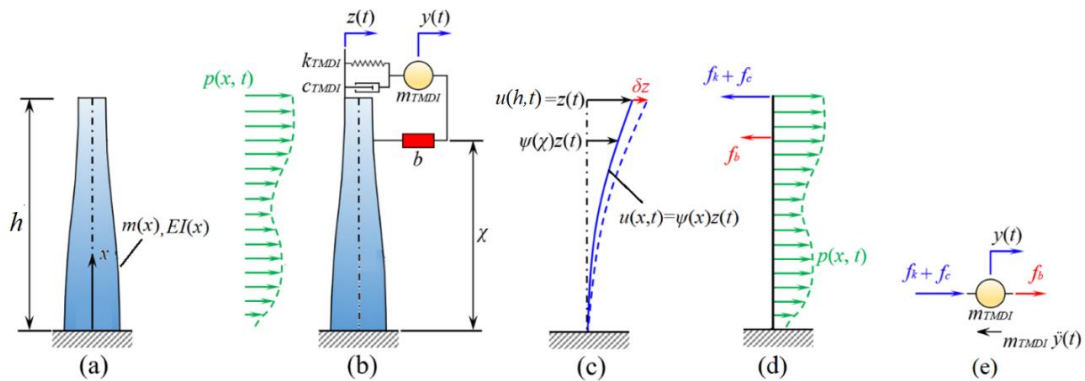 h
m(x), EI(x)
x
(a)
p(x, t)
z(t)
y(t)
k_TMDI
c_TMDI
m_TMDI
b
χ
(b)
u(h,t)=z(t)
δz
ψ(χ)z(t)
u(x,t)=ψ(x)z(t)
(c)
f_k + f_c
f_b
p(x, t)
(d)
y(t)
f_k + f_c
f_b
m_TMDI
m_TMDI ÿ(t)
(e)